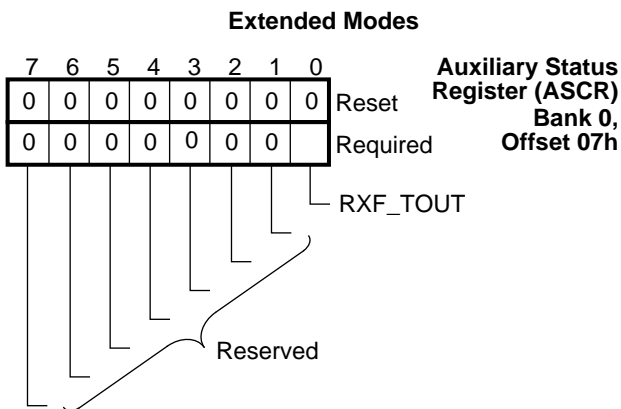 Extended Modes
7 6 5 4 3 2 1 0
0 0 0 0 0 0 0 0 Reset
0 0 0 0 0 0 0 Required
Auxiliary Status
Register (ASCR)
Bank 0,
Offset 07h
RXF_TOUT
Reserved